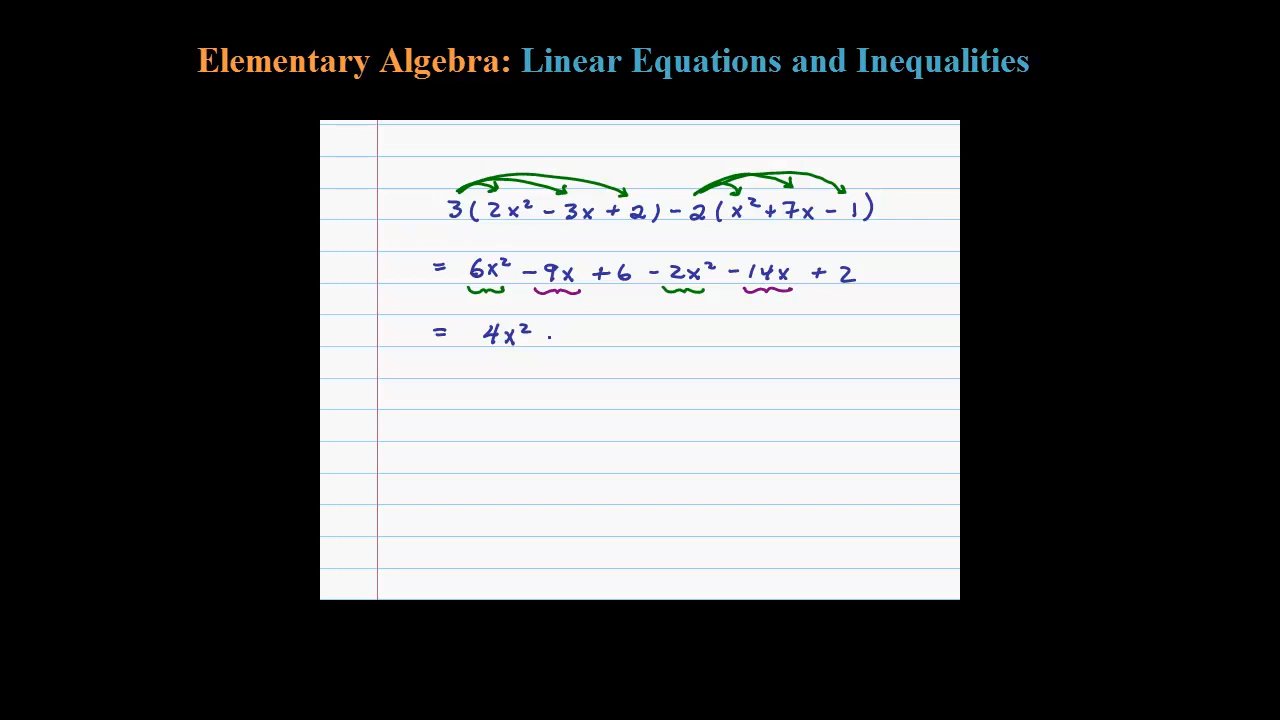 Elementary Algebra: Linear Equations and Inequalities
3(2x² - 3x + 2) - 2(x² + 7x - 1)
= 6x² - 9x + 6 - 2x² - 14x + 2
= 4x² .